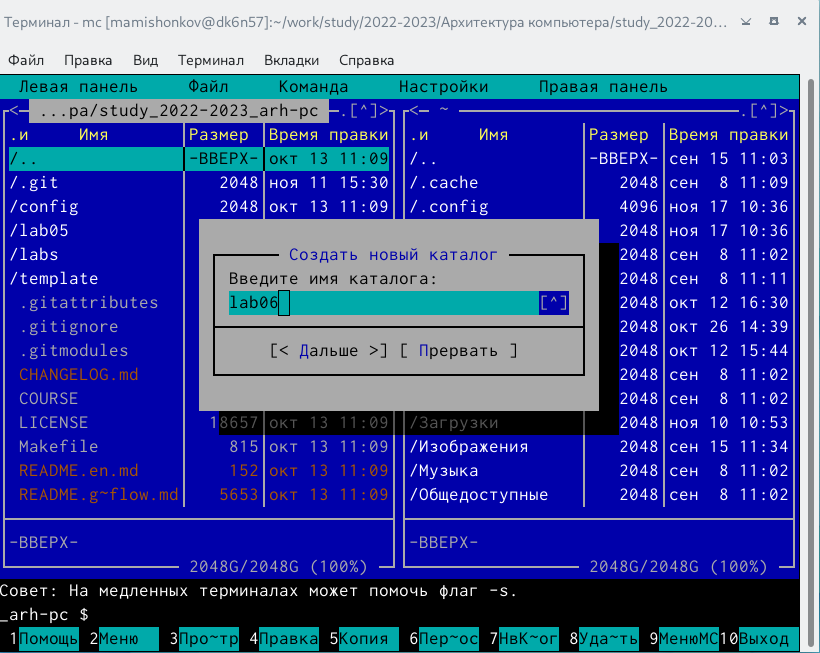 Терминал - mc [mamishonkov@dk6n57]:~/work/study/2022-2023/Архитектура компьютера/study_2022-20...
Файл Правка Вид Терминал Вкладки Справка
Левая панель Файл Команда Настройки Правая панель
<- ...pa/study_2022-2023_arh-pc -.[^]> <- ~ -.[^]>
.и Имя Размер Время правки .и Имя Размер Время правки
/.. -ВВЕРХ- окт 13 11:09 /.. -ВВЕРХ- сен 15 11:03
/.git 2048 ноя 11 15:30 /.cache 2048 сен 8 11:09
/config 2048 окт 13 11:09 /.config 4096 ноя 17 10:36
/lab05 2048 ноя 17 10:36
/labs Создать новый каталог 2048 сен 8 11:02
/template Введите имя каталога: 2048 сен 8 11:11
.gitattributes lab06 [^] 2048 окт 12 16:30
.gitignore 2048 окт 26 14:39
.gitmodules [< Дальше >] [ Прервать ] 2048 окт 12 15:44
CHANGELOG.md 2048 сен 8 11:02
COURSE 2048 сен 8 11:02
LICENSE 18657 окт 13 11:09 /Загрузки 2048 ноя 10 10:53
Makefile 815 окт 13 11:09 /Изображения 2048 сен 15 11:34
README.en.md 152 окт 13 11:09 /Музыка 2048 сен 8 11:02
README.g~flow.md 5653 окт 13 11:09 /Общедоступные 2048 сен 8 11:02
-ВВЕРХ- -ВВЕРХ-
2048G/2048G (100%) 2048G/2048G (100%)
Совет: На медленных терминалах может помочь флаг -s.
_arh-pc $
1Помощь 2Меню 3Про~тр 4Правка 5Копия 6Пер~ос 7НвК~ог 8Уда~ть 9МенюМС 10Выход